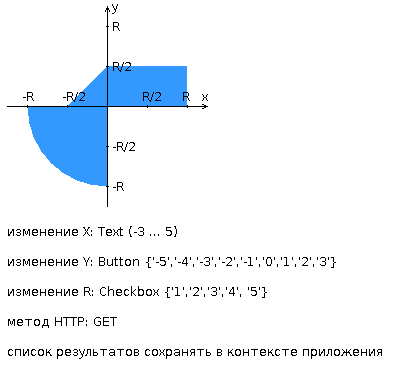 y
R
R/2
-R -R/2 R/2 R x
-R/2
-R
изменение X: Text (-3 ... 5)
изменение Y: Button {'-5','-4','-3','-2','-1','0','1','2','3'}
изменение R: Checkbox {'1','2','3','4', '5'}
метод HTTP: GET
список результатов сохранять в контексте приложения